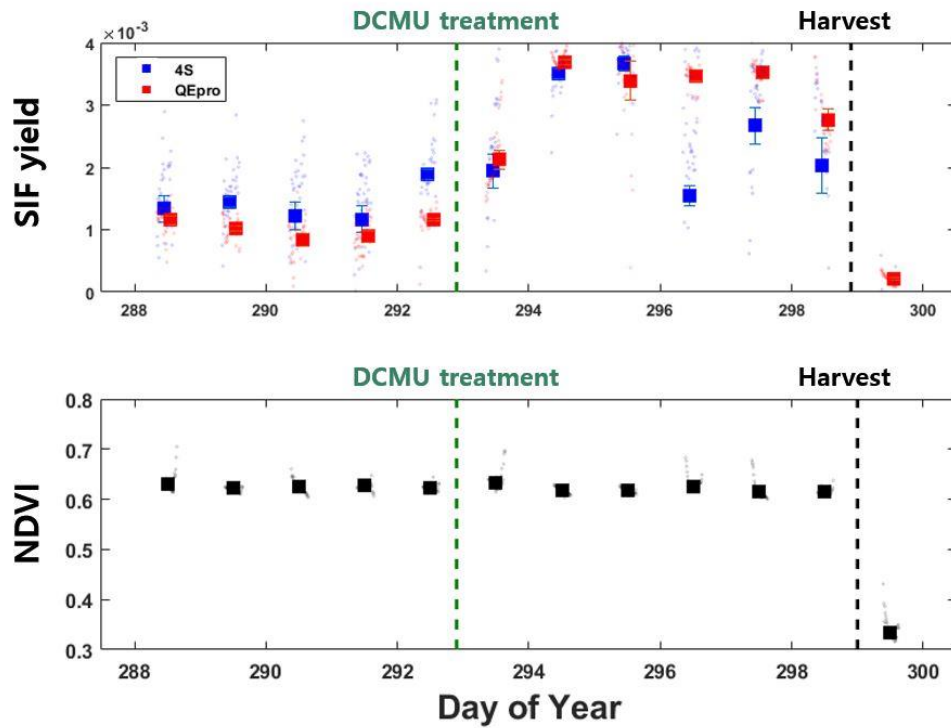 DCMU treatment Harvest
×10⁻³
4
3
2
1
0
SIF yield
4S
QEpro
288 290 292 294 296 298 300
DCMU treatment Harvest
0.8
0.7
0.6
0.5
0.4
0.3
NDVI
288 290 292 294 296 298 300
Day of Year